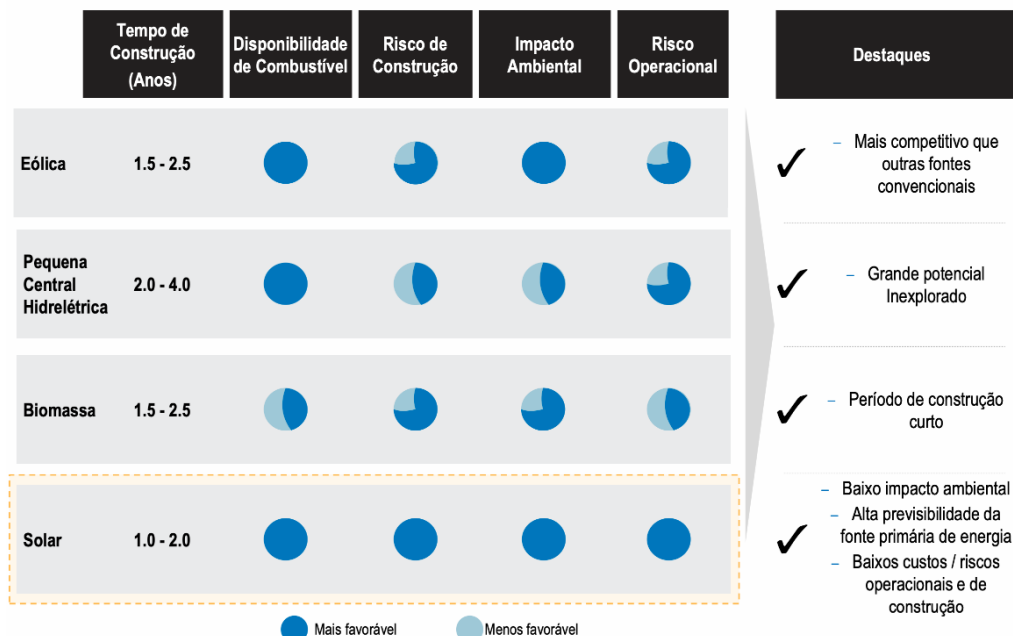 Tempo de
Construção
(Anos)
Disponibilidade
de Combustível
Risco de
Construção
Impacto
Ambiental
Risco
Operacional
Destaques
Eólica
1.5 - 2.5
– Mais competitivo que
outras fontes
convencionais
Pequena
Central
Hidrelétrica
2.0 - 4.0
– Grande potencial
Inexplorado
Biomassa
1.5 - 2.5
– Período de construção
curto
Solar
1.0 - 2.0
– Baixo impacto ambiental
– Alta previsibilidade da
fonte primária de energia
– Baixos custos / riscos
operacionais e de
construção
Mais favorável
Menos favorável